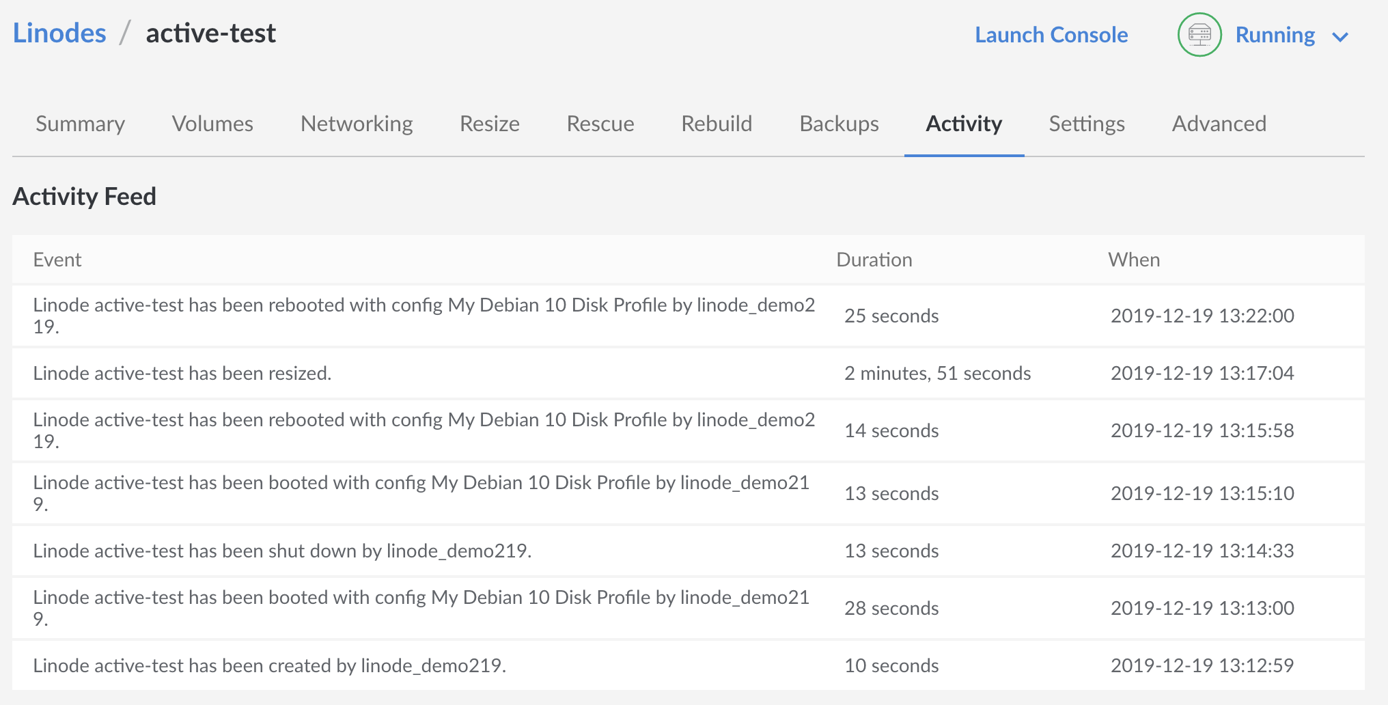 Linodes / active-test
Launch Console
Running
Summary Volumes Networking Resize Rescue Rebuild Backups Activity Settings Advanced
Activity Feed
Event Duration When
Linode active-test has been rebooted with config My Debian 10 Disk Profile by linode_demo2
19.
25 seconds
2019-12-19 13:22:00
Linode active-test has been resized.
2 minutes, 51 seconds
2019-12-19 13:17:04
Linode active-test has been rebooted with config My Debian 10 Disk Profile by linode_demo2
19.
14 seconds
2019-12-19 13:15:58
Linode active-test has been booted with config My Debian 10 Disk Profile by linode_demo21
9.
13 seconds
2019-12-19 13:15:10
Linode active-test has been shut down by linode_demo219.
13 seconds
2019-12-19 13:14:33
Linode active-test has been booted with config My Debian 10 Disk Profile by linode_demo21
9.
28 seconds
2019-12-19 13:13:00
Linode active-test has been created by linode_demo219.
10 seconds
2019-12-19 13:12:59